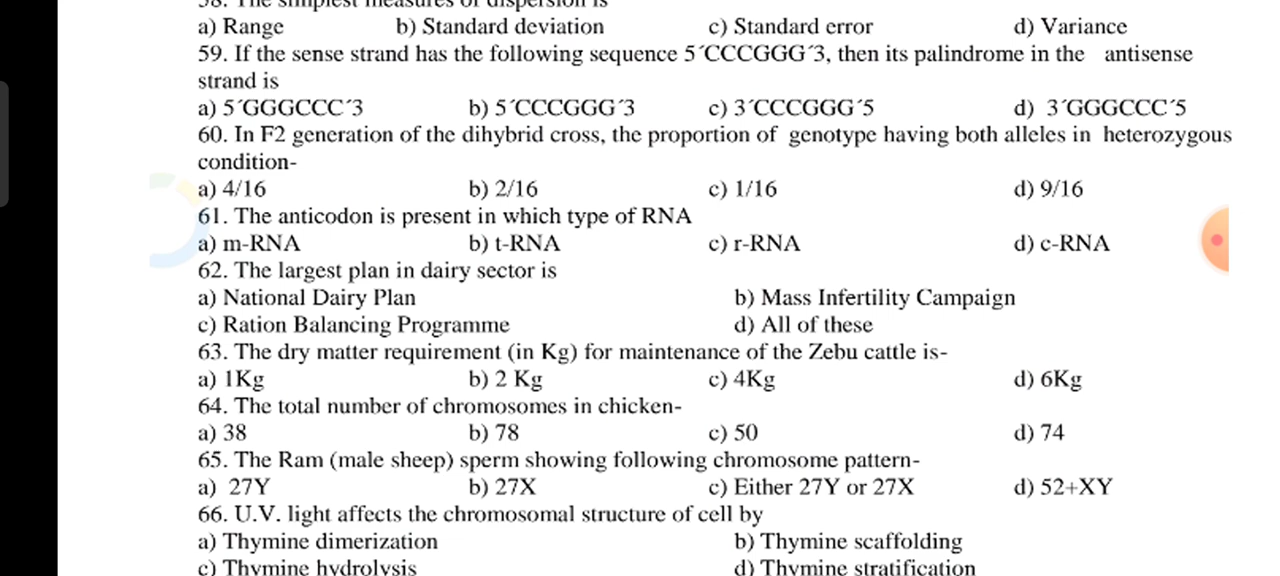 58. The simplest measures of dispersion is
a) Range b) Standard deviation c) Standard error d) Variance
59. If the sense strand has the following sequence 5´CCCGGG´3, then its palindrome in the antisense
strand is
a) 5´GGGCCC´3 b) 5´CCCGGG´3 c) 3´CCCGGG´5 d) 3´GGGCCC´5
60. In F2 generation of the dihybrid cross, the proportion of genotype having both alleles in heterozygous
condition-
a) 4/16 b) 2/16 c) 1/16 d) 9/16
61. The anticodon is present in which type of RNA
a) m-RNA b) t-RNA c) r-RNA d) c-RNA
62. The largest plan in dairy sector is
a) National Dairy Plan b) Mass Infertility Campaign
c) Ration Balancing Programme d) All of these
63. The dry matter requirement (in Kg) for maintenance of the Zebu cattle is-
a) 1Kg b) 2 Kg c) 4Kg d) 6Kg
64. The total number of chromosomes in chicken-
a) 38 b) 78 c) 50 d) 74
65. The Ram (male sheep) sperm showing following chromosome pattern-
a) 27Y b) 27X c) Either 27Y or 27X d) 52+XY
66. U.V. light affects the chromosomal structure of cell by
a) Thymine dimerization b) Thymine scaffolding
c) Thymine hydrolysis d) Thymine stratification